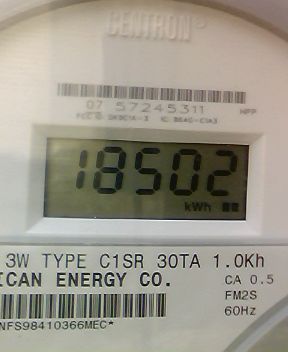 CENTRON
07 57245311
18502
kWh
3W TYPE C1SR 30TA 1.0Kh
ICAN ENERGY CO.
CA 0.5
FM2S
60Hz
NFS98410366MEC*